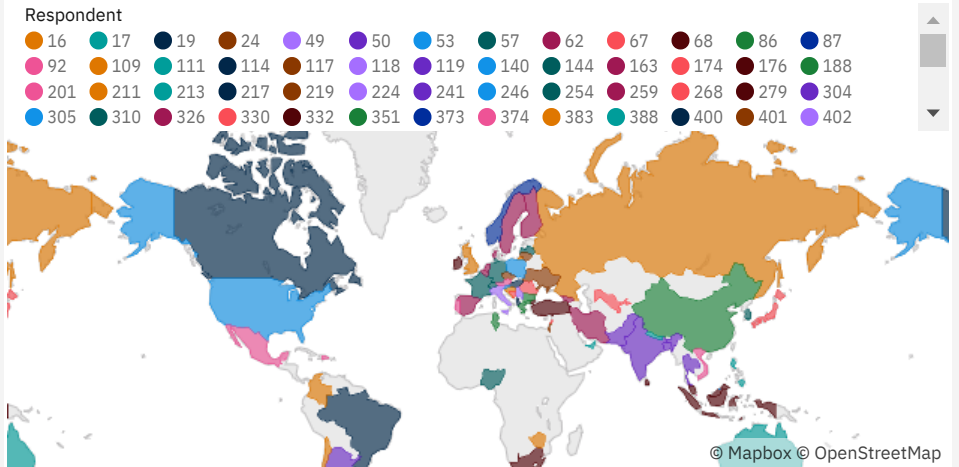 Respondent
16 17 19 24 49 50 53 57 62 67 68 86 87
92 109 111 114 117 118 119 140 144 163 174 176 188
201 211 213 217 219 224 241 246 254 259 268 279 304
305 310 326 330 332 351 373 374 383 388 400 401 402
© Mapbox © OpenStreetMap